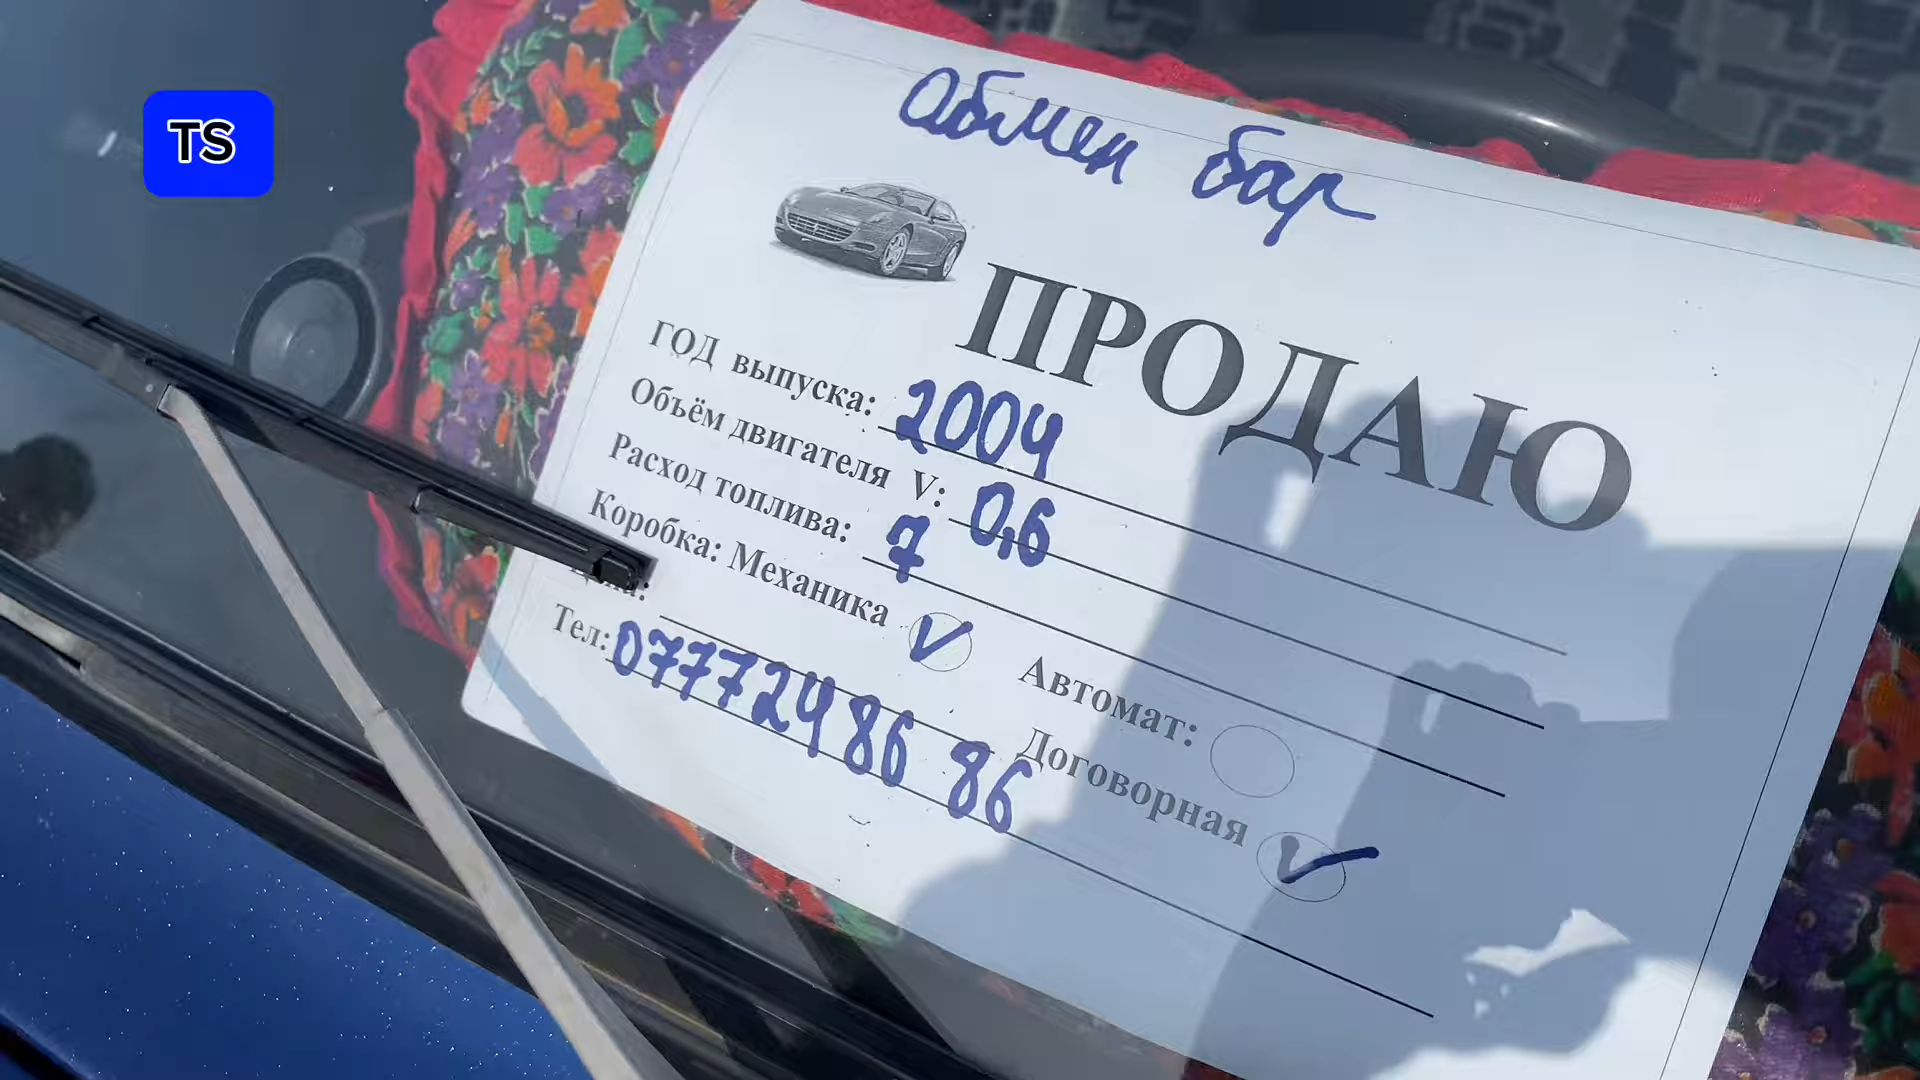 TS
Абмен бар
ПРОДАЮ
ГОД выпуска: 2004
Объём двигателя V: 0,6
Расход топлива: 7
Коробка: Механика ✓ Автомат:
Договорная ✓
Тел: 0777248686